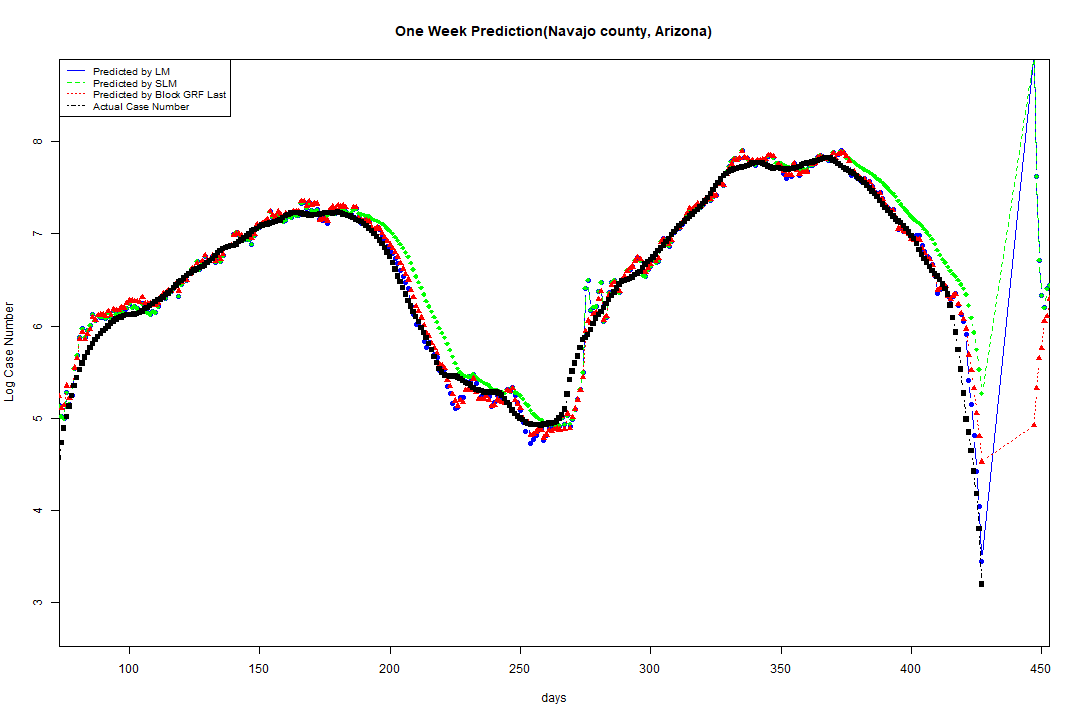 One Week Prediction(Navajo county, Arizona)
Predicted by LM
Predicted by SLM
Predicted by Block GRF Last
Actual Case Number
Log Case Number
8
7
6
5
4
3
100 150 200 250 300 350 400 450
days